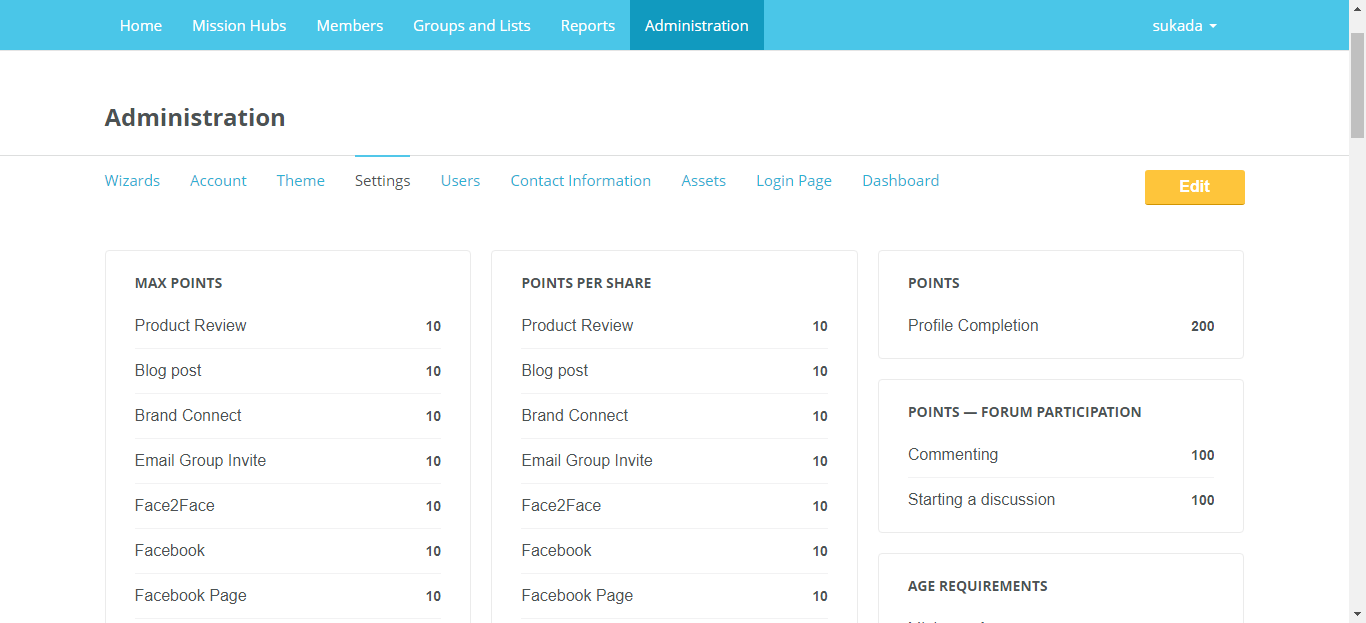 Home Mission Hubs Members Groups and Lists Reports Administration sukada
Administration
Wizards Account Theme Settings Users Contact Information Assets Login Page Dashboard Edit
MAX POINTS
Product Review 10
Blog post 10
Brand Connect 10
Email Group Invite 10
Face2Face 10
Facebook 10
Facebook Page 10
POINTS PER SHARE
Product Review 10
Blog post 10
Brand Connect 10
Email Group Invite 10
Face2Face 10
Facebook 10
Facebook Page 10
POINTS
Profile Completion 200
POINTS — FORUM PARTICIPATION
Commenting 100
Starting a discussion 100
AGE REQUIREMENTS